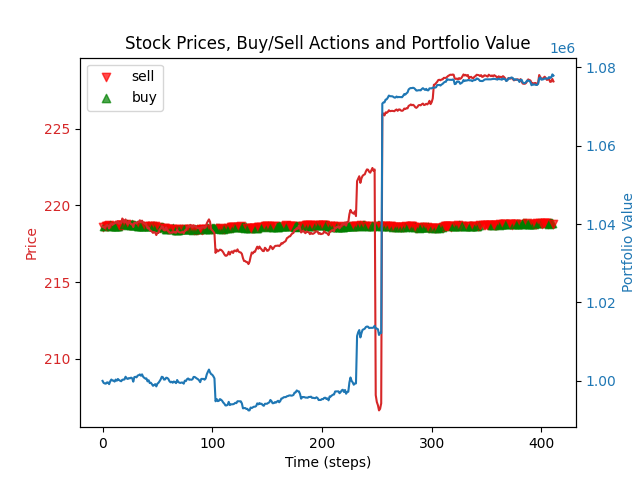 Stock Prices, Buy/Sell Actions and Portfolio Value
1e6
sell
buy
225
220
215
210
Price
1.08
1.06
1.04
1.02
1.00
Portfolio Value
0
100
200
300
400
Time (steps)